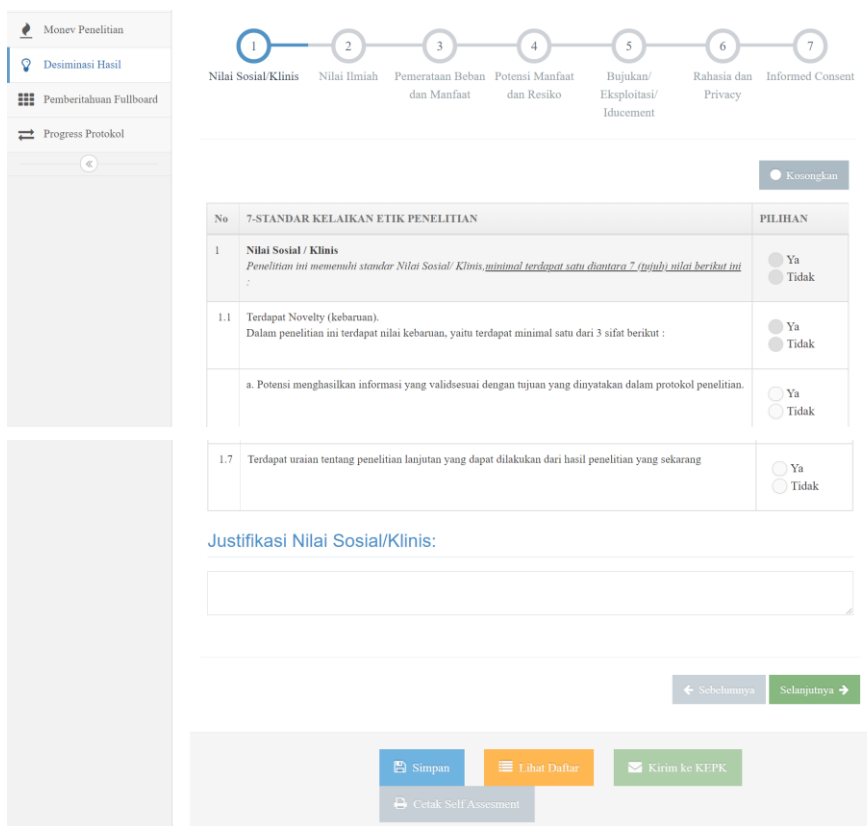 Monev Penelitian
Desiminasi Hasil
Pemberitahuan Fullboard
Progress Protokol
1 2 3 4 5 6 7
Nilai Sosial/Klinis Nilai Ilmiah Pemerataan Beban Potensi Manfaat Bujukan/ Rahasia dan Informed Consent
dan Manfaat dan Resiko Eksploitasi/ Privacy
Iducement
Kosongkan
No 7-STANDAR KELAIKAN ETIK PENELITIAN PILIHAN
1 Nilai Sosial / Klinis
Penelitian ini memenuhi standar Nilai Sosial/ Klinis,minimal terdapat satu diantara 7 (tujuh) nilai berikut ini
:
Ya
Tidak
1.1 Terdapat Novelty (kebaruan).
Dalam penelitian ini terdapat nilai kebaruan, yaitu terdapat minimal satu dari 3 sifat berikut :
Ya
Tidak
a. Potensi menghasilkan informasi yang validsesuai dengan tujuan yang dinyatakan dalam protokol penelitian.
Ya
Tidak
1.7 Terdapat uraian tentang penelitian lanjutan yang dapat dilakukan dari hasil penelitian yang sekarang
Ya
Tidak
Justifikasi Nilai Sosial/Klinis:
Sebelumnya Selanjutnya
Simpan Lihat Daftar Kirim ke KEPK
Cetak Self Assesment